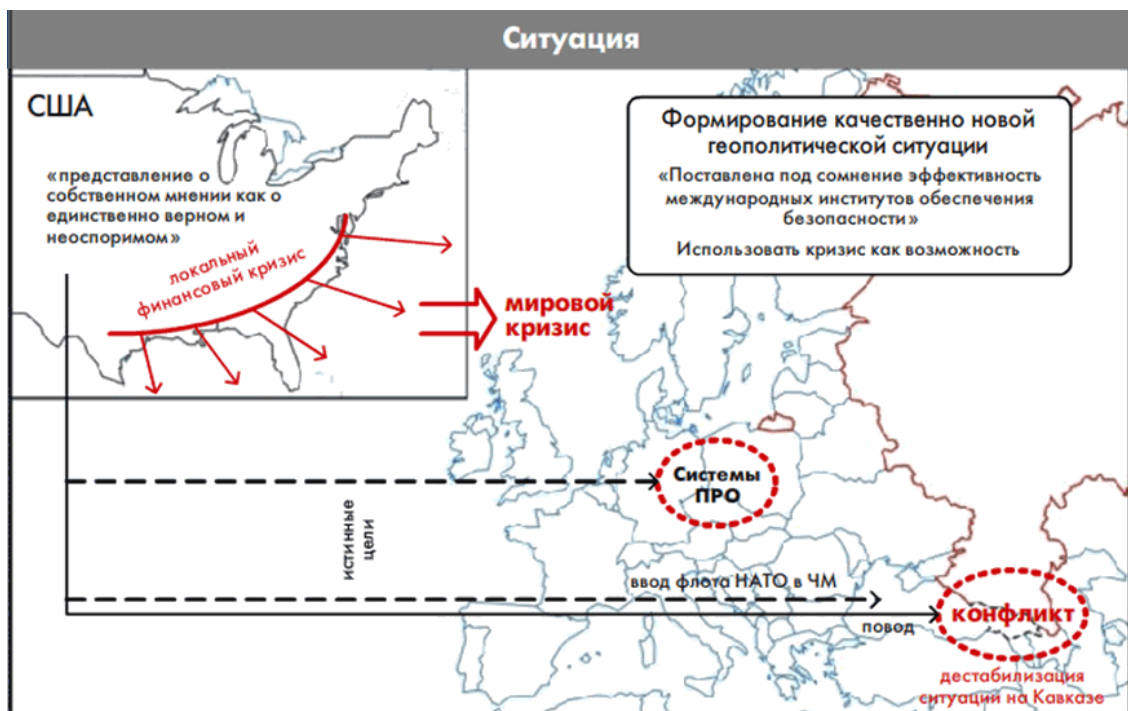 Ситуация
США
«представление о
собственном мнении как о
единственно верном и
неоспоримом»
локальный
финансовый кризис
мировой
кризис
Формирование качественно новой
геополитической ситуации
«Поставлена под сомнение эффективность
международных институтов обеспечения
безопасности»
Использовать кризис как возможность
Системы
ПРО
истинные
цели
ввод флота НАТО в ЧМ
повод
конфликт
дестабилизация
ситуации на Кавказе